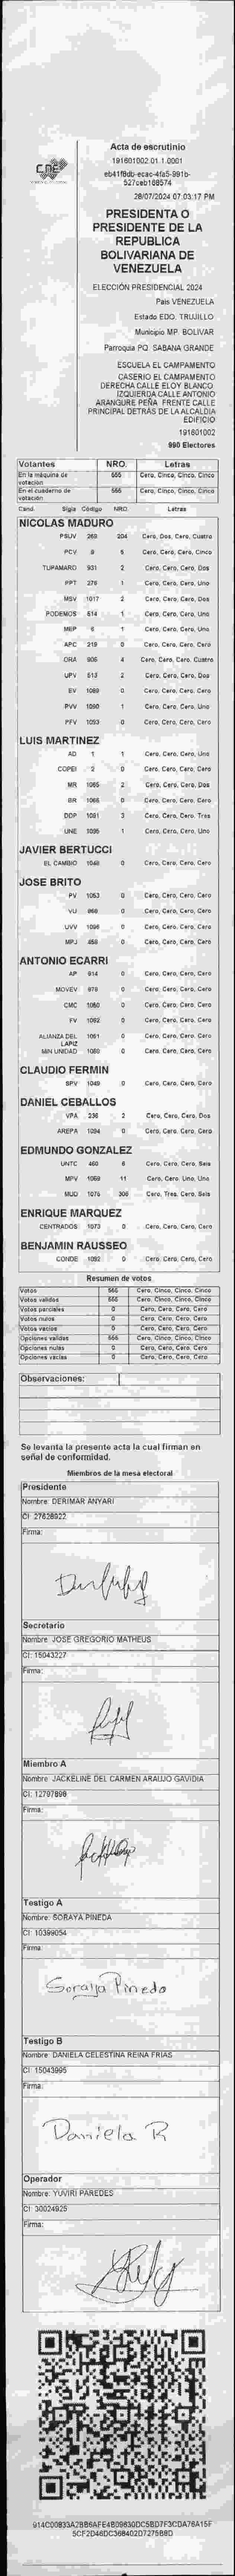 CNE
Acta de escrutinio
191601002.01.1.0001
28/07/2024 07:03:17 PM
PRESIDENTA O
PRESIDENTE DE LA
REPUBLICA
BOLIVARIANA DE
VENEZUELA
ELECCIÓN PRESIDENCIAL 2024
País VENEZUELA
Estado EDO. TRUJILLO
Municipio MP. BOLIVAR
Parroquia PQ. SABANA GRANDE
ESCUELA EL CAMPAMENTO
CASERIO EL CAMPAMENTO
DERECHA CALLE ELOY BLANCO.
IZQUIERDA CALLE ANTONIO
ARANGURE PEÑA. FRENTE CALLE
PRINCIPAL DETRÁS DE LA ALCALDIA
EDIFICIO
191601002
990 Electores
Votantes NRO. Letras
En la máquina de votación 555 Cero, Cinco, Cinco, Cinco
En el cuaderno de votación 555 Cero, Cinco, Cinco, Cinco
Cand. Sigla Código NRO. Letras
NICOLAS MADURO
PSUV 269 204 Cero, Dos, Cero, Cuatro
PCV 9 5 Cero, Cero, Cero, Cinco
TUPAMARO 931 2 Cero, Cero, Cero, Dos
PPT 276 1 Cero, Cero, Cero, Uno
MSV 1017 2 Cero, Cero, Cero, Dos
PODEMOS 614 1 Cero, Cero, Cero, Uno
MEP 6 1 Cero, Cero, Cero, Uno
APC 219 0 Cero, Cero, Cero, Cero
ORA 905 4 Cero, Cero, Cero, Cuatro
UPV 513 2 Cero, Cero, Cero, Dos
EV 1089 0 Cero, Cero, Cero, Cero
PVV 1090 1 Cero, Cero, Cero, Uno
PFV 1093 0 Cero, Cero, Cero, Cero
LUIS MARTINEZ
AD 1 1 Cero, Cero, Cero, Uno
COPEI 2 0 Cero, Cero, Cero, Cero
MR 1065 2 Cero, Cero, Cero, Dos
BR 1066 0 Cero, Cero, Cero, Cero
DDP 1091 3 Cero, Cero, Cero, Tres
UNE 1095 1 Cero, Cero, Cero, Uno
JAVIER BERTUCCI
EL CAMBIO 1048 0 Cero, Cero, Cero, Cero
JOSE BRITO
PV 1053 0 Cero, Cero, Cero, Cero
VU 968 0 Cero, Cero, Cero, Cero
UVV 1096 0 Cero, Cero, Cero, Cero
MPJ 458 0 Cero, Cero, Cero, Cero
ANTONIO ECARRI
AP 914 0 Cero, Cero, Cero, Cero
MOVEV 979 0 Cero, Cero, Cero, Cero
CMC 1050 0 Cero, Cero, Cero, Cero
FV 1092 0 Cero, Cero, Cero, Cero
ALIANZA DEL LAPIZ 1051 0 Cero, Cero, Cero, Cero
MIN UNIDAD 1060 0 Cero, Cero, Cero, Cero
CLAUDIO FERMIN
SPV 1049 0 Cero, Cero, Cero, Cero
DANIEL CEBALLOS
VPA 236 2 Cero, Cero, Cero, Dos
AREPA 1094 0 Cero, Cero, Cero, Cero
EDMUNDO GONZALEZ
UNTC 460 6 Cero, Cero, Cero, Seis
MPV 1068 11 Cero, Cero, Uno, Uno
MUD 1075 306 Cero, Tres, Cero, Seis
ENRIQUE MARQUEZ
CENTRADOS 1073 0 Cero, Cero, Cero, Cero
BENJAMIN RAUSSEO
CONDE 1092 0 Cero, Cero, Cero, Cero
Resumen de votos
Votos 555 Cero, Cinco, Cinco, Cinco
Votos validos 555 Cero, Cinco, Cinco, Cinco
Votos parciales 0 Cero, Cero, Cero, Cero
Votos nulos 0 Cero, Cero, Cero, Cero
Votos vacios 0 Cero, Cero, Cero, Cero
Opciones validas 555 Cero, Cinco, Cinco, Cinco
Opciones nulas 0 Cero, Cero, Cero, Cero
Opciones vacias 0 Cero, Cero, Cero, Cero
Observaciones:
Se levanta la presente acta la cual firman en
señal de conformidad.
Miembros de la mesa electoral
Presidente
Nombre: DERIMAR ANYARI
CI: 27628922
Firma:
Secretario
Nombre: JOSE GREGORIO MATHEUS
CI: 15043227
Firma:
Miembro A
Nombre: JACKELINE DEL CARMEN ARAUJO GAVIDIA
CI: 12797898
Firma:
Testigo A
Nombre: SORAYA PINEDA
CI: 10399054
Firma:
Soraya Pineda
Testigo B
Nombre: DANIELA CELESTINA REINA FRIAS
CI: 15043995
Firma:
Daniela R
Operador
Nombre: YUVIRI PAREDES
CI: 30024925
Firma: